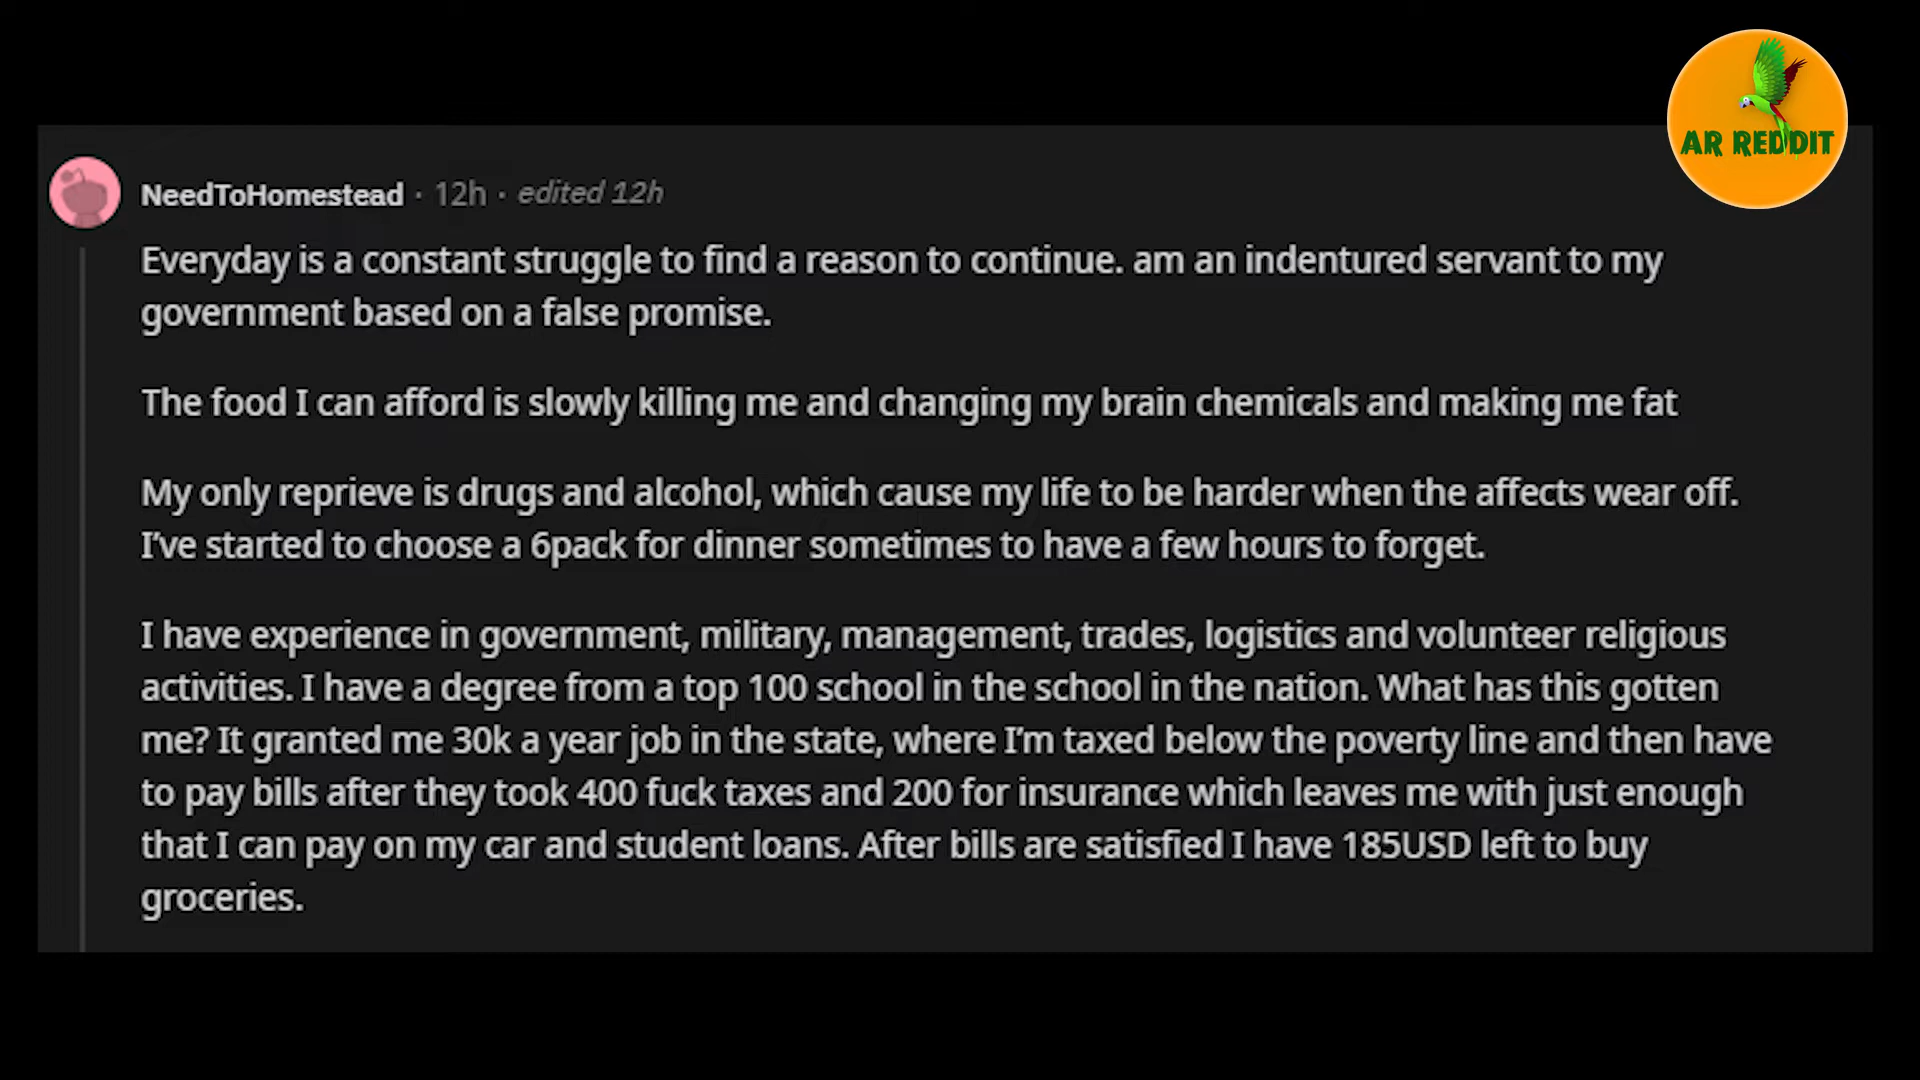 AR REDDIT
NeedToHomestead · 12h · edited 12h
Everyday is a constant struggle to find a reason to continue. am an indentured servant to my
government based on a false promise.
The food I can afford is slowly killing me and changing my brain chemicals and making me fat
My only reprieve is drugs and alcohol, which cause my life to be harder when the affects wear off.
I've started to choose a 6pack for dinner sometimes to have a few hours to forget.
I have experience in government, military, management, trades, logistics and volunteer religious
activities. I have a degree from a top 100 school in the school in the nation. What has this gotten
me? It granted me 30k a year job in the state, where I'm taxed below the poverty line and then have
to pay bills after they took 400 fuck taxes and 200 for insurance which leaves me with just enough
that I can pay on my car and student loans. After bills are satisfied I have 185USD left to buy
groceries.